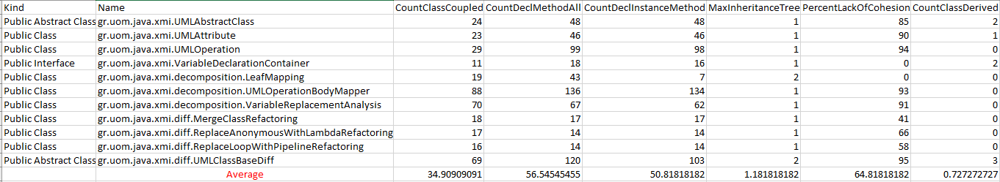 Kind Name CountClassCoupled CountDeclMethodAll CountDeclInstanceMethod MaxInheritanceTree PercentLackOfCohesion CountClassDerived
Public Abstract Class gr.uom.java.xmi.UMLAbstractClass 24 48 48 1 85 2
Public Class gr.uom.java.xmi.UMLAttribute 23 46 46 1 90 1
Public Class gr.uom.java.xmi.UMLOperation 29 99 98 1 94 0
Public Interface gr.uom.java.xmi.VariableDeclarationContainer 11 18 16 1 0 2
Public Class gr.uom.java.xmi.decomposition.LeafMapping 19 43 7 2 0 0
Public Class gr.uom.java.xmi.decomposition.UMLOperationBodyMapper 88 136 134 1 93 0
Public Class gr.uom.java.xmi.decomposition.VariableReplacementAnalysis 70 67 62 1 91 0
Public Class gr.uom.java.xmi.diff.MergeClassRefactoring 18 17 17 1 41 0
Public Class gr.uom.java.xmi.diff.ReplaceAnonymousWithLambdaRefactoring 17 14 14 1 66 0
Public Class gr.uom.java.xmi.diff.ReplaceLoopWithPipelineRefactoring 16 14 14 1 58 0
Public Abstract Class gr.uom.java.xmi.diff.UMLClassBaseDiff 69 120 103 2 95 3
Average 34.90909091 56.54545455 50.81818182 1.181818182 64.81818182 0.727272727